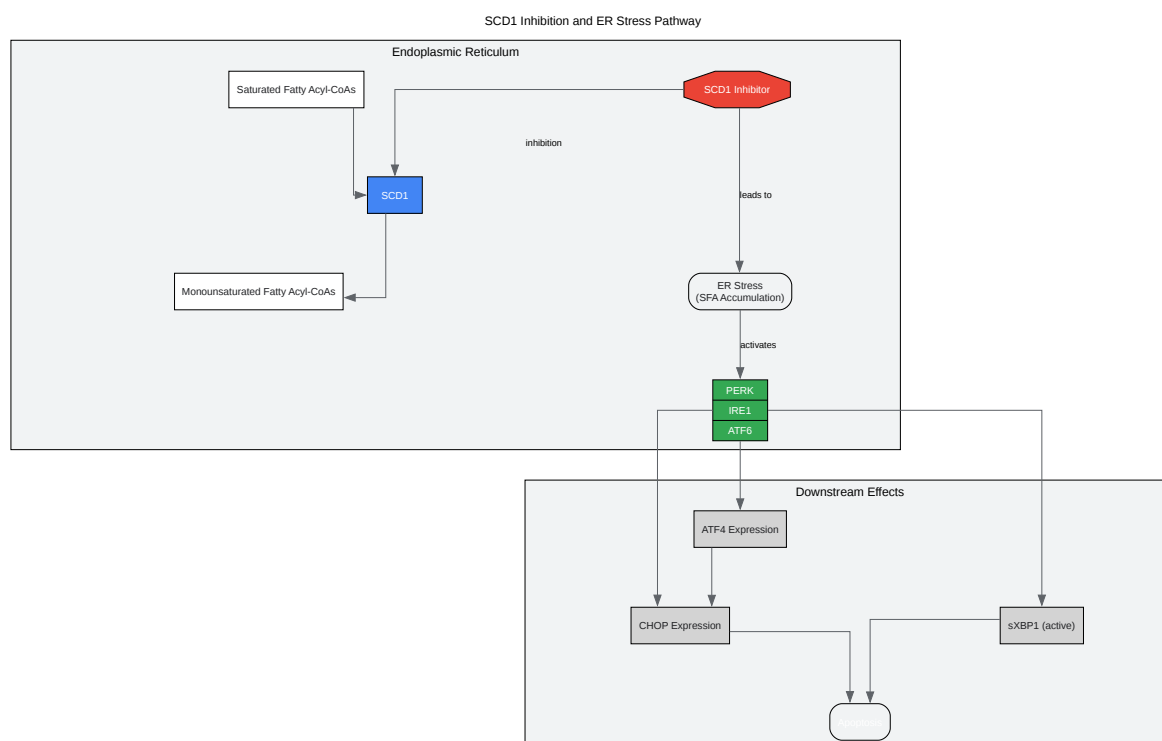 SCD1 Inhibition and ER Stress Pathway
Endoplasmic Reticulum
Saturated Fatty Acyl-CoAs
SCD1 Inhibitor
inhibition
SCD1
leads to
Monounsaturated Fatty Acyl-CoAs
ER Stress
(SFA Accumulation)
activates
PERK
IRE1
ATF6
Downstream Effects
ATF4 Expression
CHOP Expression
sXBP1 (active)
Apoptosis